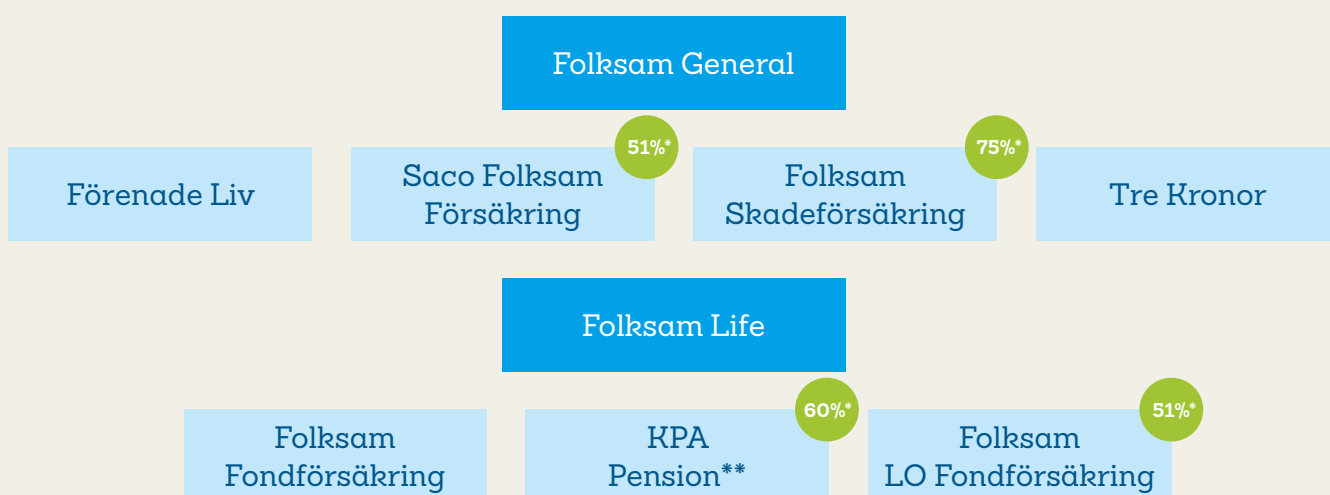 Folksam General
Förenade Liv
51%*
Saco Folksam
Försäkring
75%*
Folksam
Skadeförsäkring
Tre Kronor
Folksam Life
Folksam
Fondförsäkring
60%*
KPA
Pension**
51%*
Folksam
LO Fondförsäkring